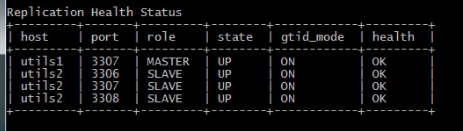 Replication Health Status
+--------+------+--------+-------+-----------+--------+
| host | port | role | state | gtid_mode | health |
+--------+------+--------+-------+-----------+--------+
| utils1 | 3307 | MASTER | UP | ON | OK |
| utils2 | 3306 | SLAVE | UP | ON | OK |
| utils2 | 3307 | SLAVE | UP | ON | OK |
| utils2 | 3308 | SLAVE | UP | ON | OK |
+--------+------+--------+-------+-----------+--------+